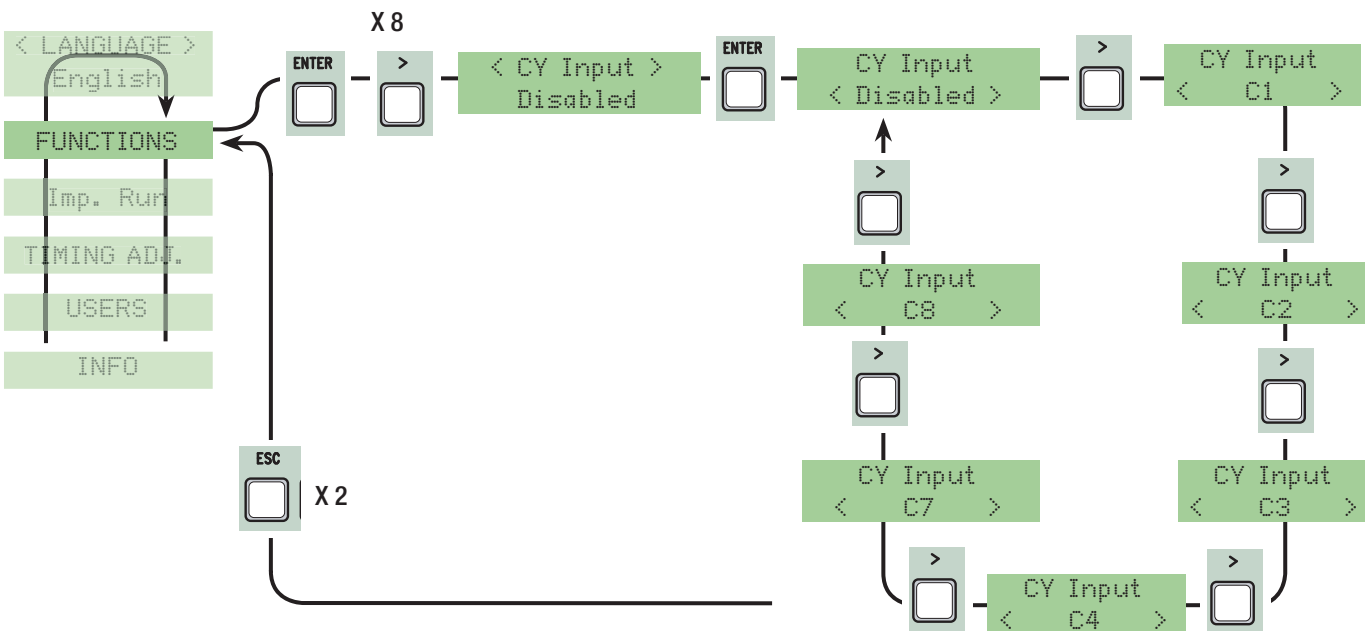 X 8
< LANGUAGE >
English
FUNCTIONS
Imp. Run
TIMING ADJ.
USERS
INFO
ENTER
>
< CY Input >
Disabled
ENTER
CY Input
< Disabled >
>
CY Input
< C1 >
>
CY Input
< C2 >
>
CY Input
< C3 >
>
CY Input
< C4 >
>
CY Input
< C7 >
>
CY Input
< C8 >
>
ESC
X 2